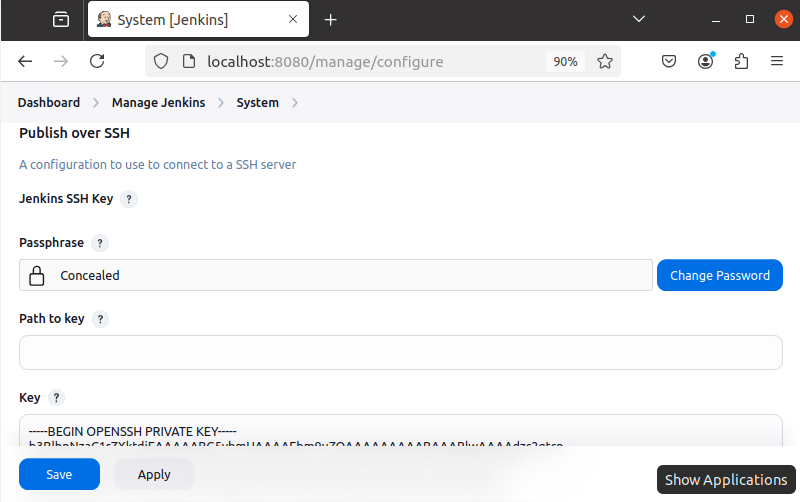 System [Jenkins]
localhost:8080/manage/configure
90%
Dashboard
Manage Jenkins
System
Publish over SSH
A configuration to use to connect to a SSH server
Jenkins SSH Key ?
Passphrase ?
Concealed
Change Password
Path to key ?
Key ?
-----BEGIN OPENSSH PRIVATE KEY-----
Save
Apply
Show Applications